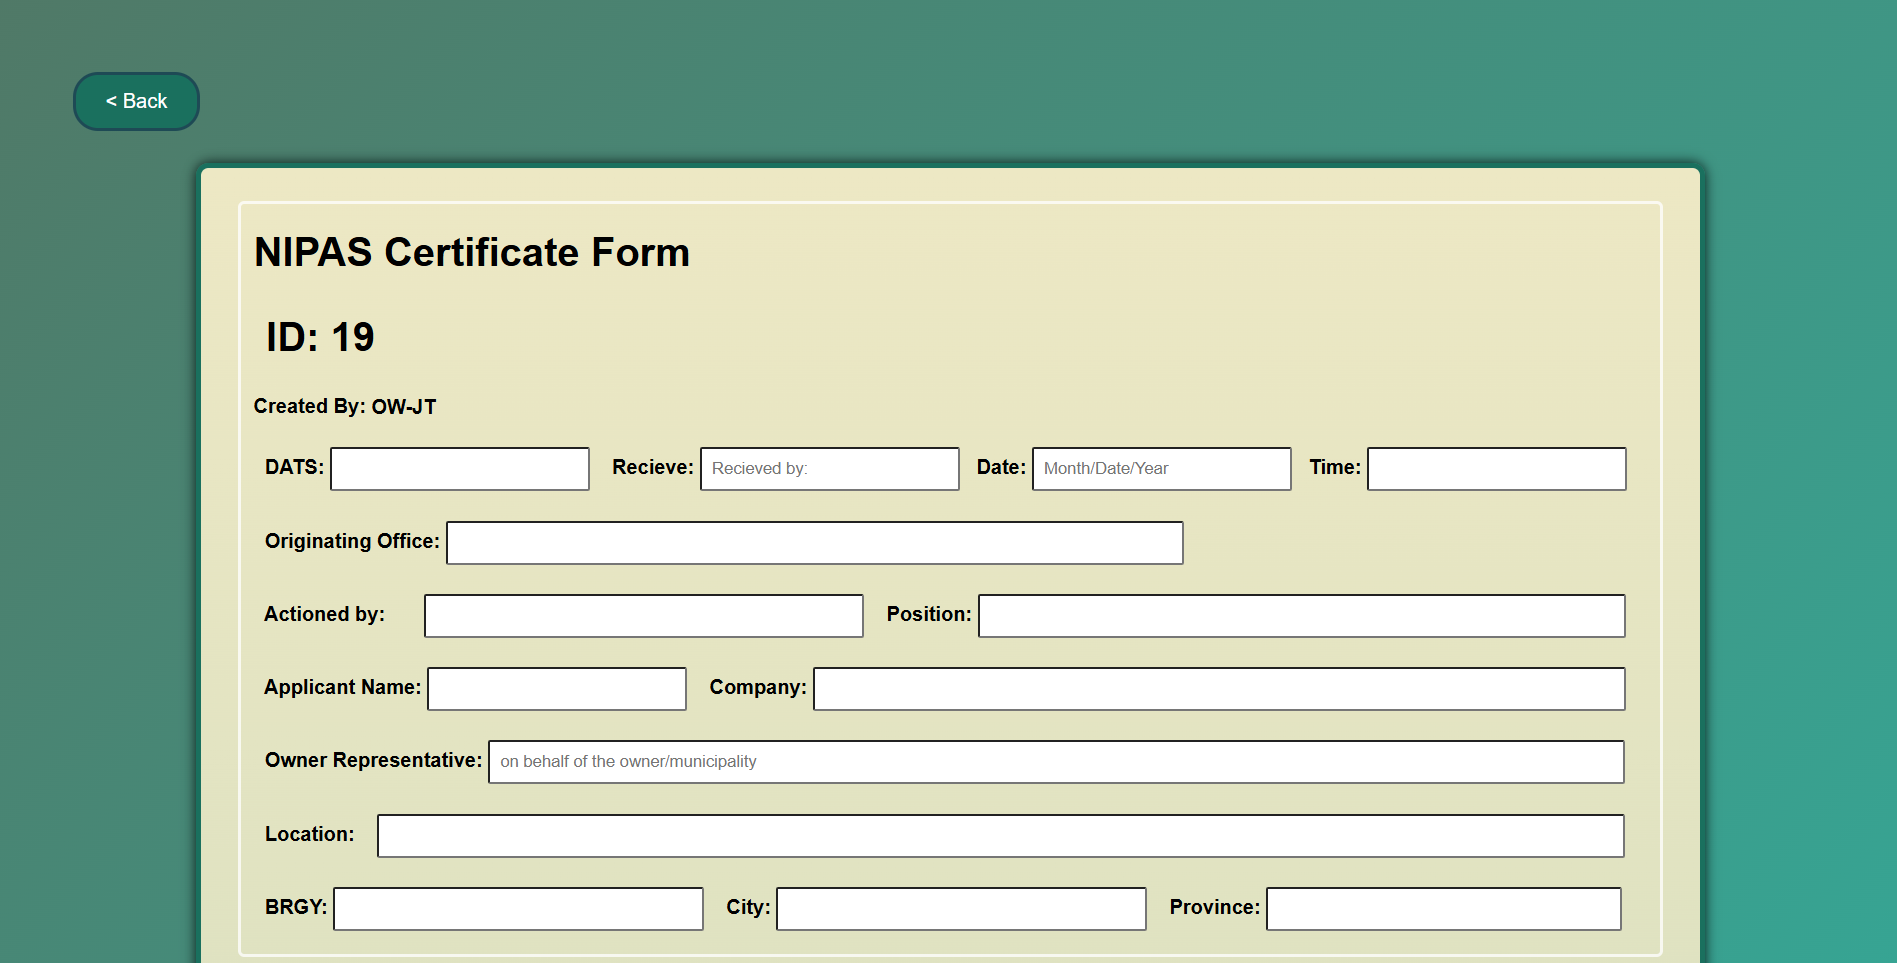 < Back
NIPAS Certificate Form
ID: 19
Created By: OW-JT
DATS: Recieve: Recieved by: Date: Month/Date/Year Time:
Originating Office:
Actioned by: Position:
Applicant Name: Company:
Owner Representative: on behalf of the owner/municipality
Location:
BRGY: City: Province: